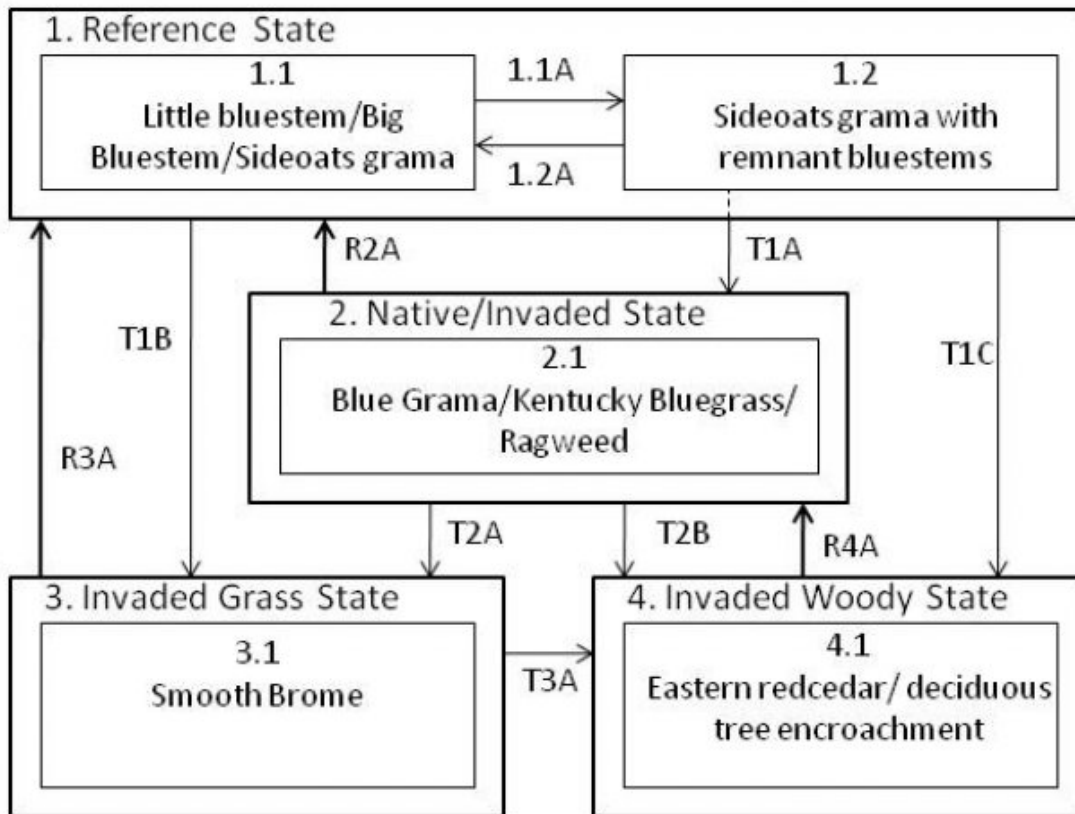 1. Reference State
1.1
Little bluestem/Big
Bluestem/Sideoats grama
1.1A
1.2A
1.2
Sideoats grama with
remnant bluestems
R3A
T1B
R2A
T1A
T1C
2. Native/Invaded State
2.1
Blue Grama/Kentucky Bluegrass/
Ragweed
T2A
T2B
R4A
3. Invaded Grass State
3.1
Smooth Brome
T3A
4. Invaded Woody State
4.1
Eastern redcedar/ deciduous
tree encroachment